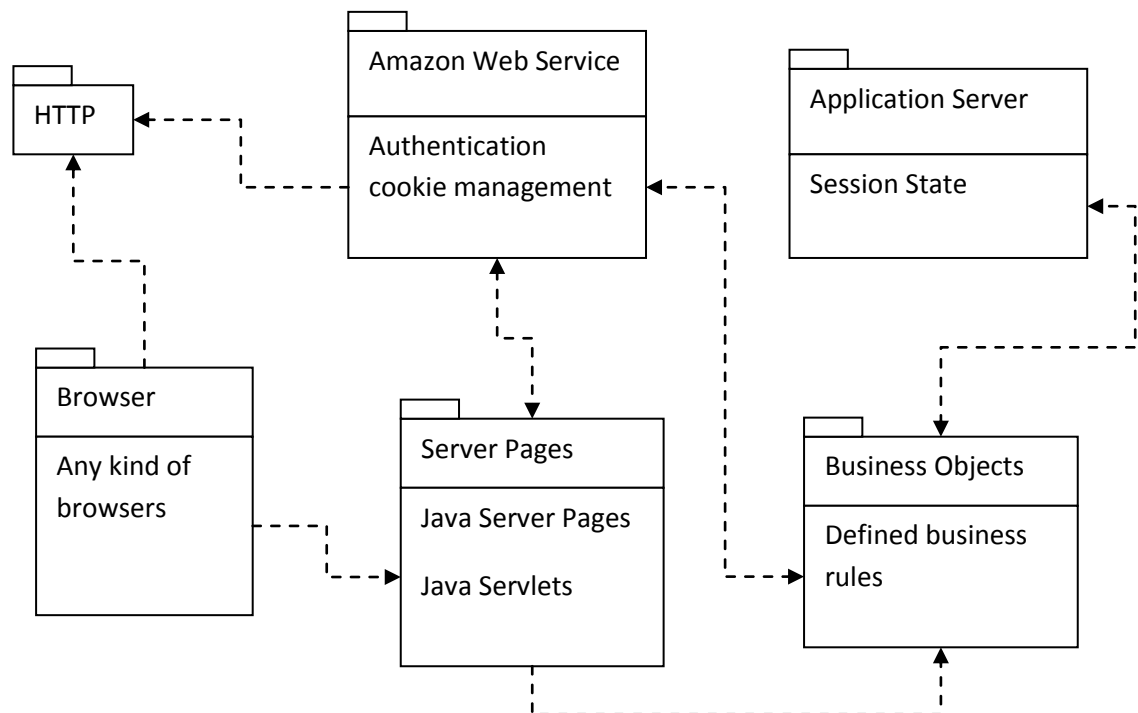 HTTP
Amazon Web Service
Authentication
cookie management
Application Server
Session State
Browser
Any kind of
browsers
Server Pages
Java Server Pages
Java Servlets
Business Objects
Defined business
rules